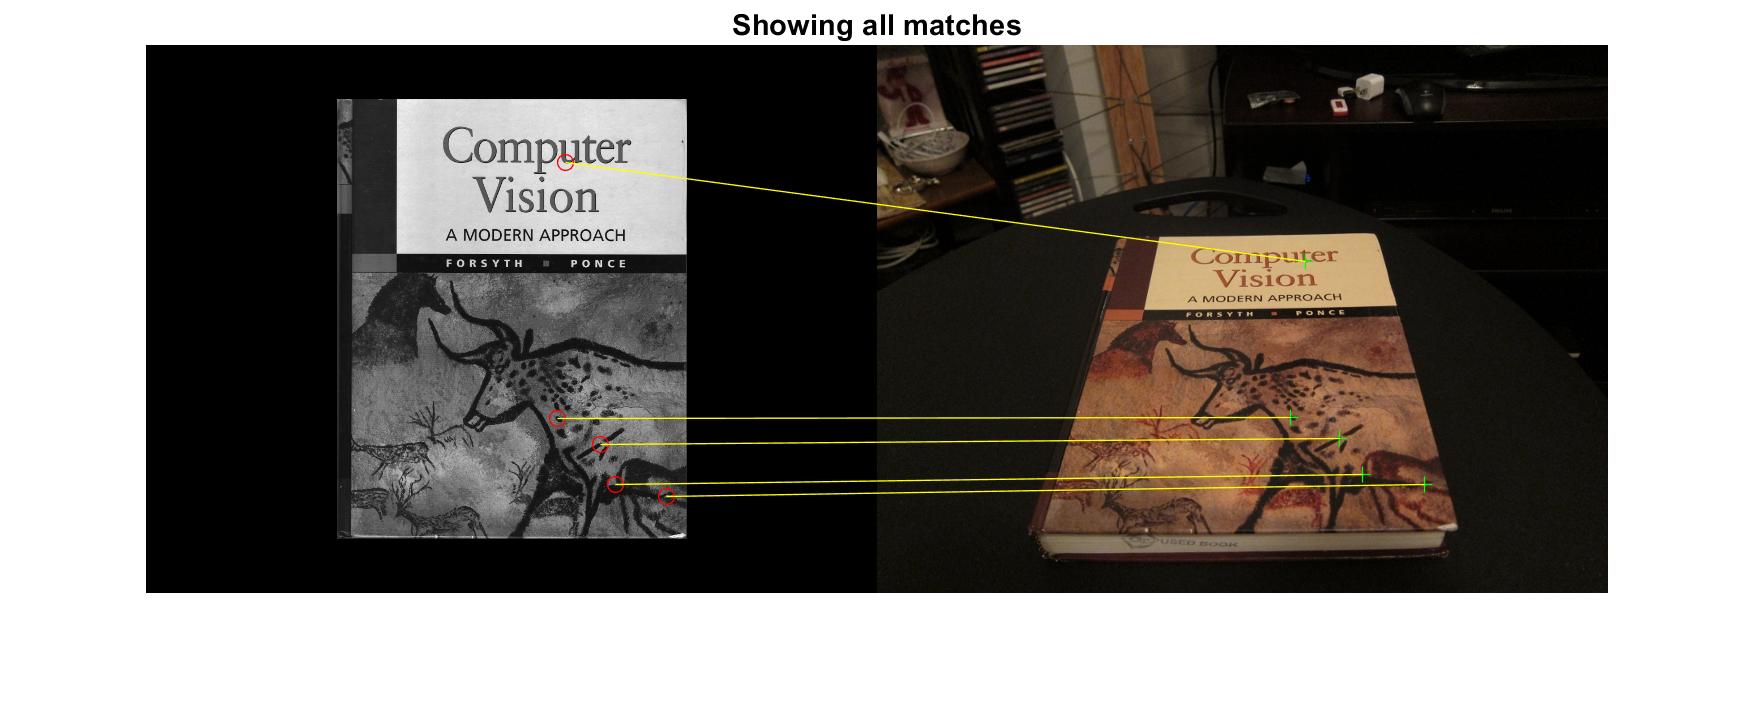 Showing all matches
Computer
Vision
A MODERN APPROACH
FORSYTH PONCE
Computer
Vision
A MODERN APPROACH
FORSYTH PONCE
USED BOOK